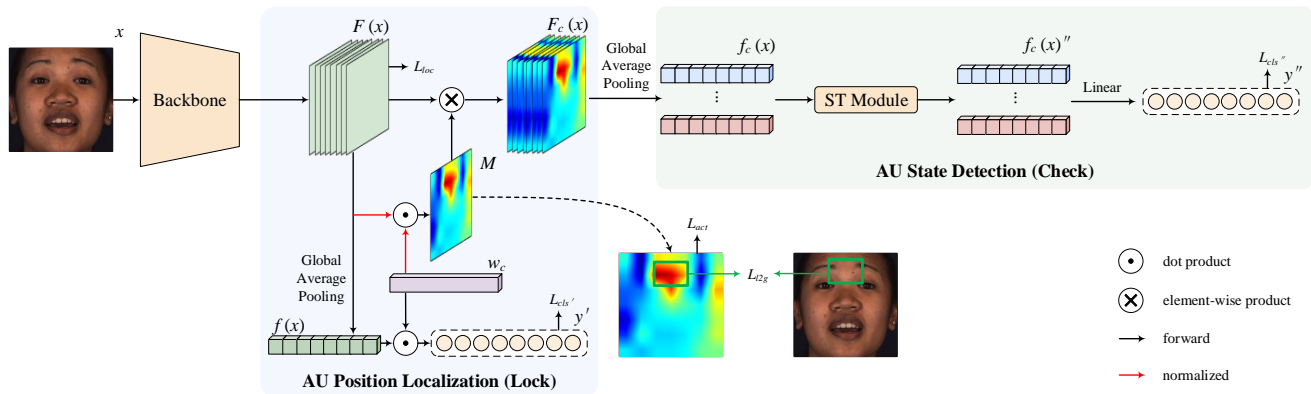 x
Backbone
F (x)
L_loc
F_c (x)
M
Global
Average
Pooling
w_c
f (x)
L_cls′
y′
AU Position Localization (Lock)
Global
Average
Pooling
f_c (x)
⋮
ST Module
f_c (x)″
⋮
Linear
L_cls″
y″
AU State Detection (Check)
L_act
L_l2g
dot product
element-wise product
forward
normalized